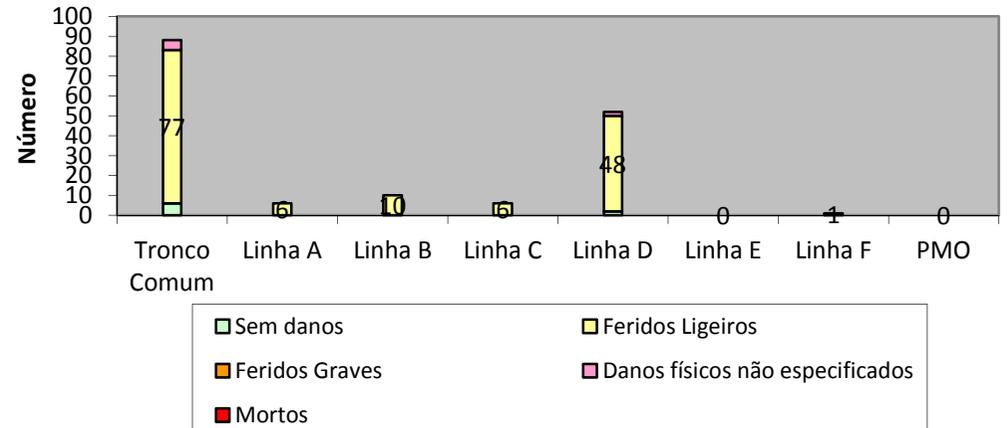 100
90
80
70
60
50
40
30
20
10
0
Número
77
6
10
6
48
0
1
0
Tronco Comum
Linha A
Linha B
Linha C
Linha D
Linha E
Linha F
PMO
Sem danos
Feridos Ligeiros
Feridos Graves
Danos físicos não especificados
Mortos